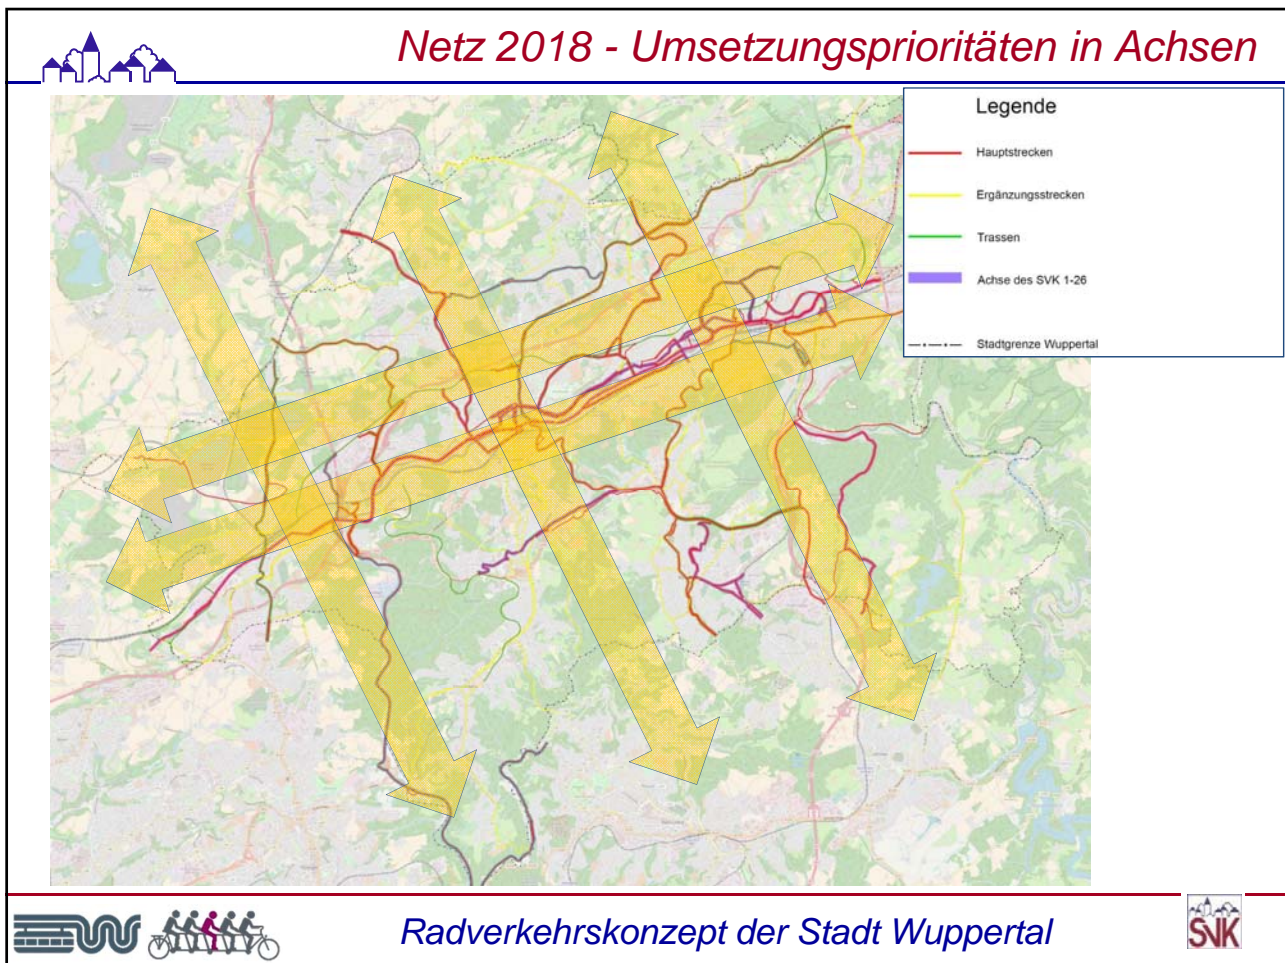 Netz 2018 - Umsetzungsprioritäten in Achsen
Legende
Hauptstrecken
Ergänzungsstrecken
Trassen
Achse des SVK 1-26
Stadtgrenze Wuppertal
Radverkehrskonzept der Stadt Wuppertal
SVK